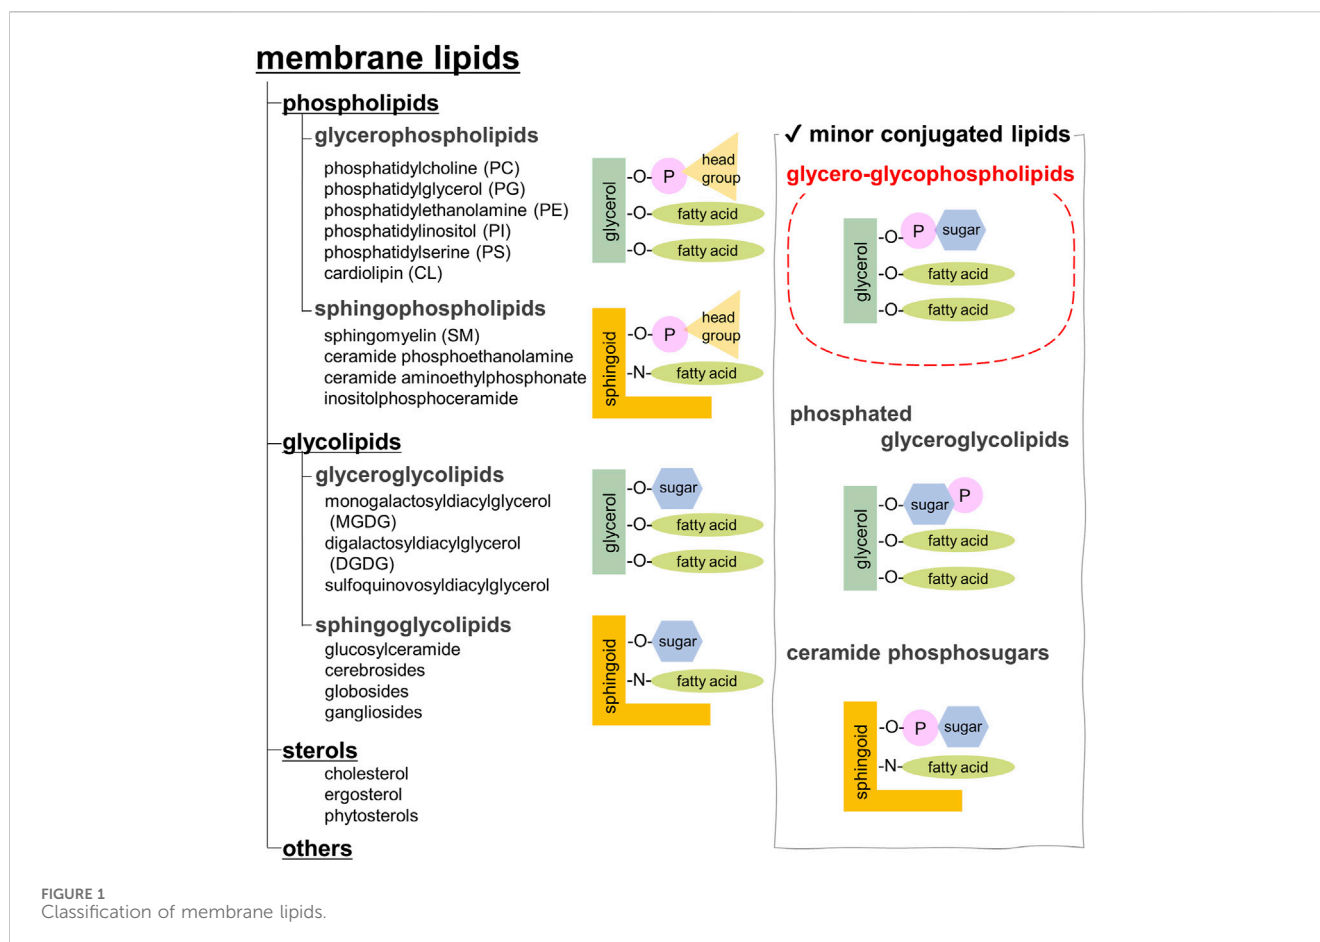 membrane lipids
phospholipids
glycerophospholipids
phosphatidylcholine (PC)
phosphatidylglycerol (PG)
phosphatidylethanolamine (PE)
phosphatidylinositol (PI)
phosphatidylserine (PS)
cardiolipin (CL)
glycerol
-O-
P
head
group
-O-
fatty acid
-O-
fatty acid
sphingophospholipids
sphingomyelin (SM)
ceramide phosphoethanolamine
ceramide aminoethylphosphonate
inositolphosphoceramide
sphingoid
-O-
P
head
group
-N-
fatty acid
glycolipids
glyceroglycolipids
monogalactosyldiacylglycerol
(MGDG)
digalactosyldiacylglycerol
(DGDG)
sulfoquinovosyldiacylglycerol
glycerol
-O-
sugar
-O-
fatty acid
-O-
fatty acid
sphingoglycolipids
glucosylceramide
cerebrosides
globosides
gangliosides
sphingoid
-O-
sugar
-N-
fatty acid
sterols
cholesterol
ergosterol
phytosterols
others
✓ minor conjugated lipids
glycero-glycophospholipids
glycerol
-O-
P
sugar
-O-
fatty acid
-O-
fatty acid
phosphated
glyceroglycolipids
glycerol
-O-
sugar
P
-O-
fatty acid
-O-
fatty acid
ceramide phosphosugars
sphingoid
-O-
P
sugar
-N-
fatty acid
FIGURE 1
Classification of membrane lipids.